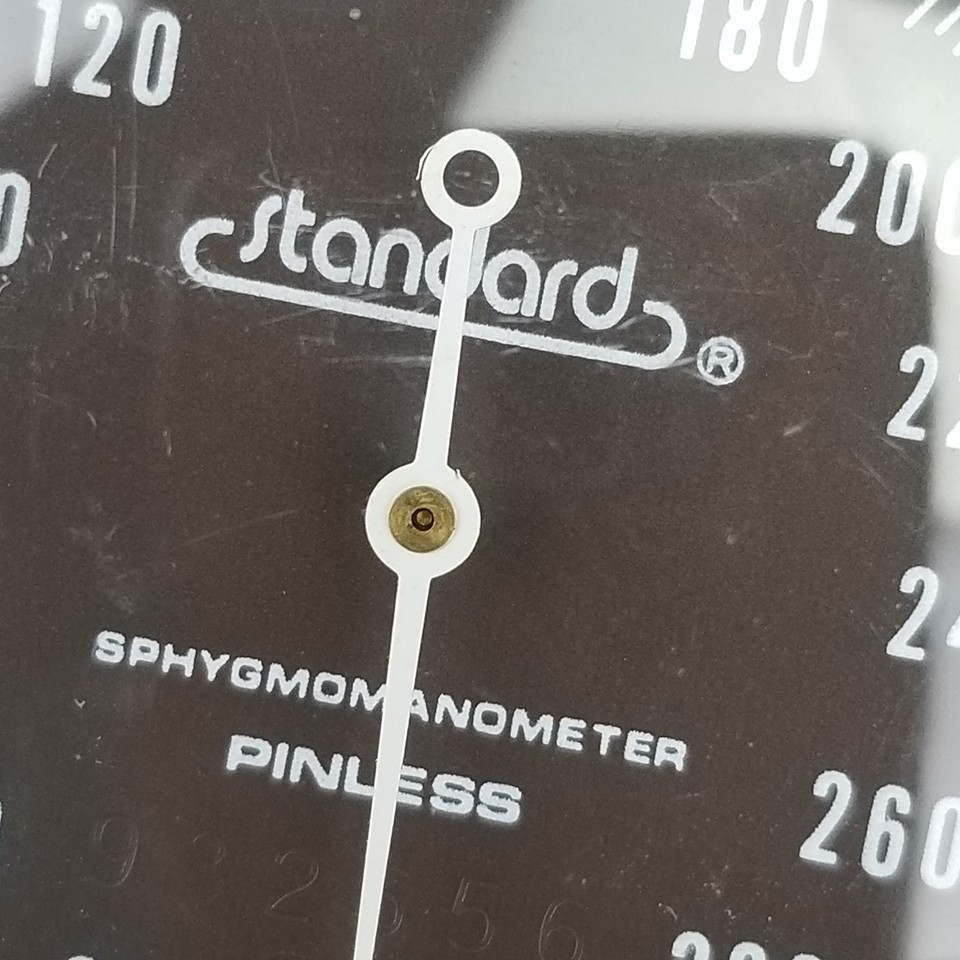 120
180
200
standard
®
SPHYGMOMANOMETER
PINLESS
260